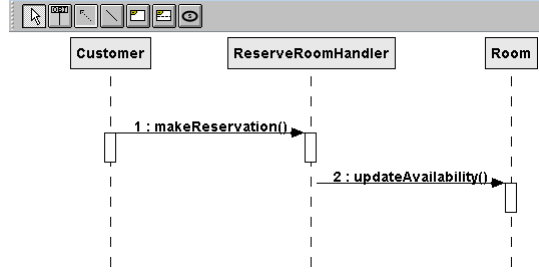 Customer
ReserveRoomHandler
Room
1 : makeReservation()
2 : updateAvailability()